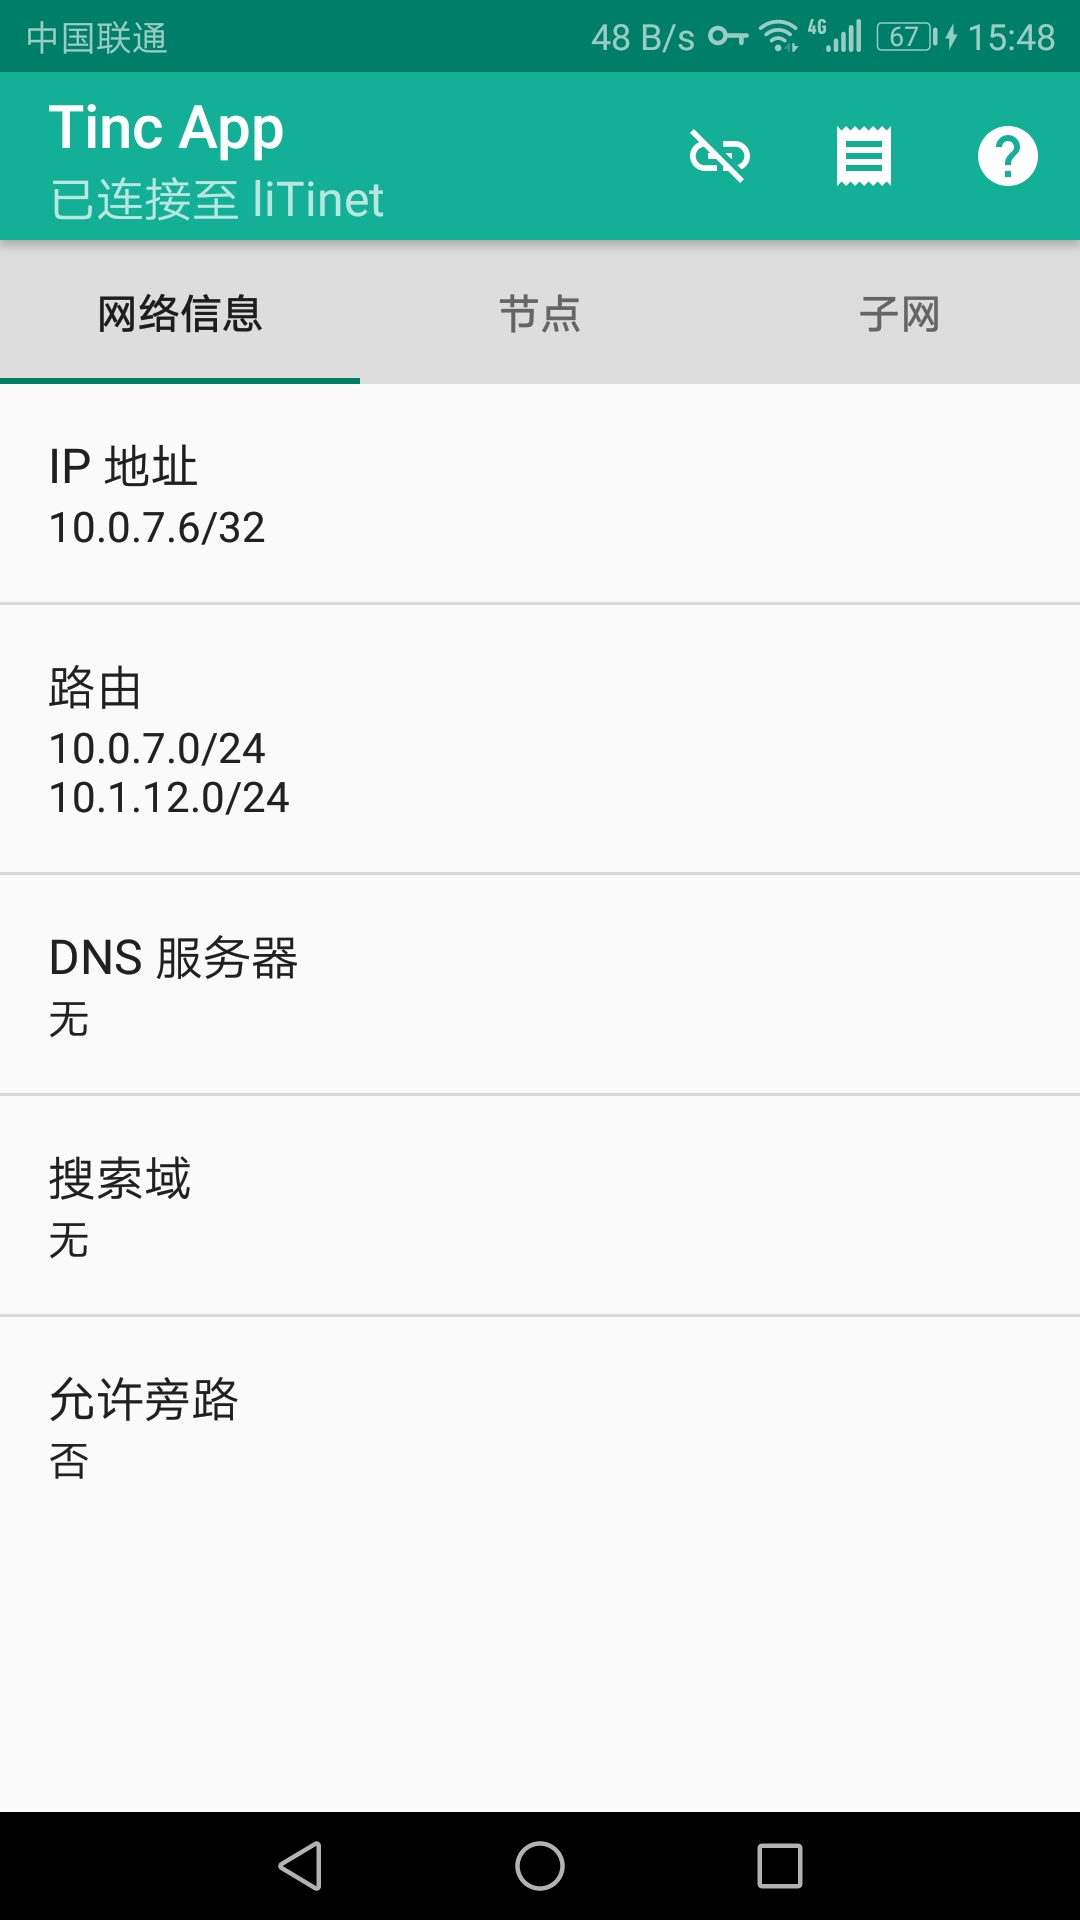 中国联通 48 B/s 4G 67 15:48
Tinc App
已连接至 liTinet
网络信息 节点 子网
IP 地址
10.0.7.6/32
路由
10.0.7.0/24
10.1.12.0/24
DNS 服务器
无
搜索域
无
允许旁路
否